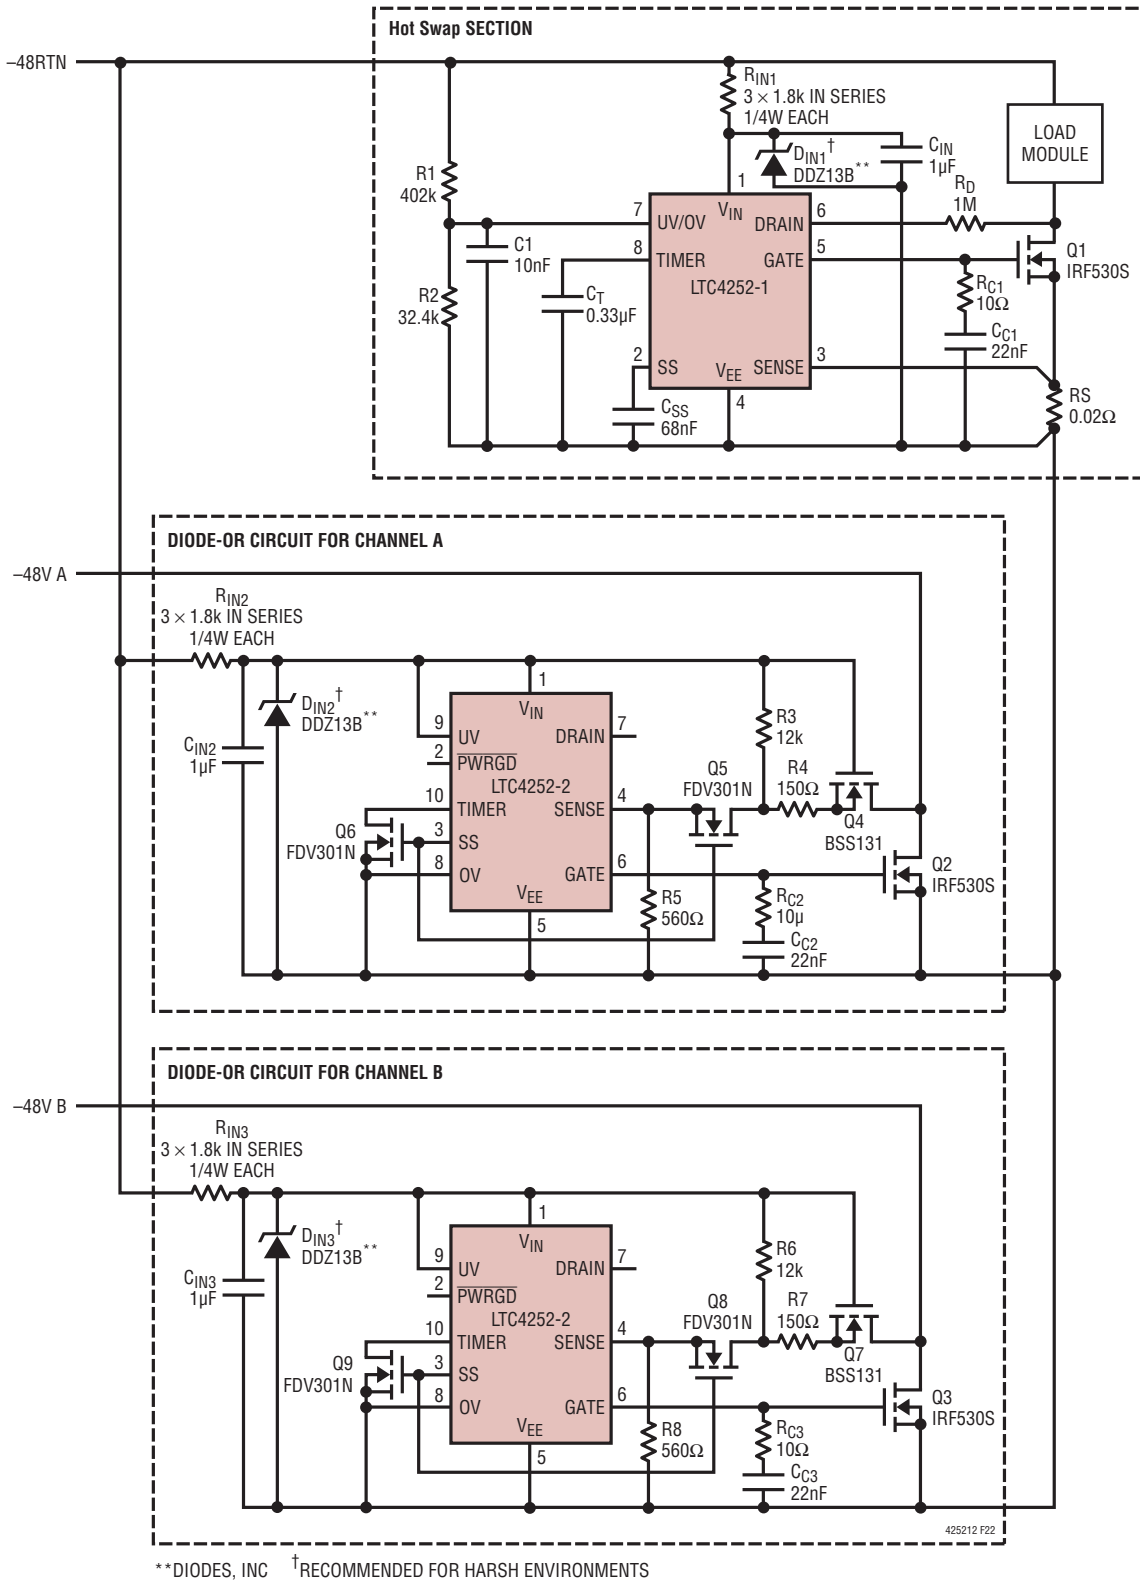 Hot Swap SECTION
–48RTN
RIN1
3 × 1.8k IN SERIES
1/4W EACH
LOAD
MODULE
DIN1†
DDZ13B**
CIN
1µF
R1
402k
RD
1M
1
7
UV/OV
VIN
DRAIN
6
C1
10nF
8
TIMER
GATE
5
Q1
IRF530S
LTC4252-1
R2
32.4k
CT
0.33µF
RC1
10Ω
CC1
22nF
2
SS
VEE
SENSE
3
4
CSS
68nF
RS
0.02Ω
DIODE-OR CIRCUIT FOR CHANNEL A
–48V A
RIN2
3 × 1.8k IN SERIES
1/4W EACH
1
DIN2†
DDZ13B**
VIN
9
UV
DRAIN
7
R3
12k
CIN2
1µF
2
PWRGD
LTC4252-2
Q5
FDV301N
R4
150Ω
10
TIMER
SENSE
4
Q4
BSS131
Q6
FDV301N
3
SS
8
OV
GATE
6
Q2
IRF530S
VEE
5
R5
560Ω
RC2
10µ
CC2
22nF
DIODE-OR CIRCUIT FOR CHANNEL B
–48V B
RIN3
3 × 1.8k IN SERIES
1/4W EACH
1
DIN3†
DDZ13B**
VIN
9
UV
DRAIN
7
R6
12k
CIN3
1µF
2
PWRGD
LTC4252-2
Q8
FDV301N
R7
150Ω
10
TIMER
SENSE
4
Q7
BSS131
Q9
FDV301N
3
SS
8
OV
GATE
6
Q3
IRF530S
VEE
5
R8
560Ω
RC3
10Ω
CC3
22nF
425212 F22
**DIODES, INC †RECOMMENDED FOR HARSH ENVIRONMENTS